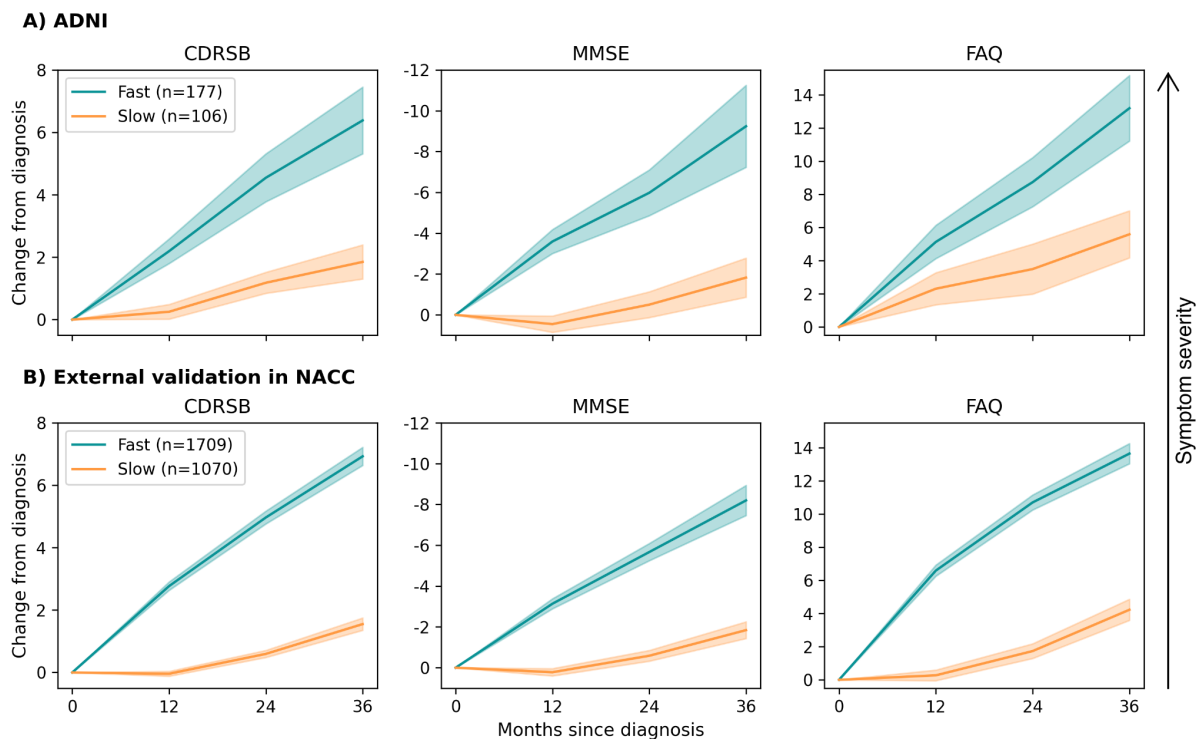 A) ADNI
CDRSB
MMSE
FAQ
Fast (n=177)
Slow (n=106)
Change from diagnosis
8
6
4
2
0
-12
-10
-8
-6
-4
-2
0
14
12
10
8
6
4
2
0
Symptom severity
B) External validation in NACC
CDRSB
MMSE
FAQ
Fast (n=1709)
Slow (n=1070)
Change from diagnosis
8
6
4
2
0
-12
-10
-8
-6
-4
-2
0
14
12
10
8
6
4
2
0
0 12 24 36
0 12 24 36
0 12 24 36
Months since diagnosis